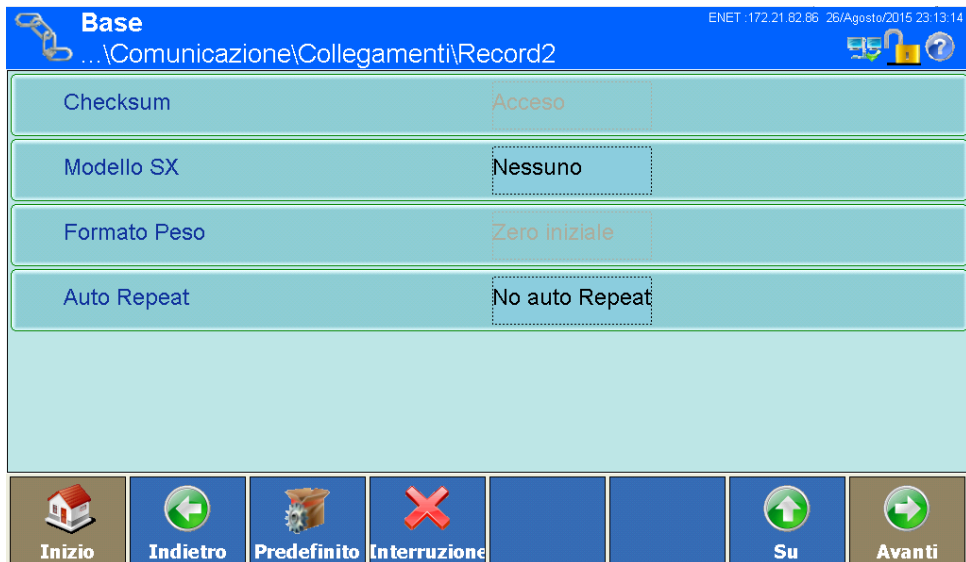 Base
ENET :172.21.82.86 26/Agosto/2015 23:13:14
...\Comunicazione\Collegamenti\Record2
Checksum Acceso
Modello SX Nessuno
Formato Peso Zero iniziale
Auto Repeat No auto Repeat
Inizio Indietro Predefinito Interruzione Su Avanti